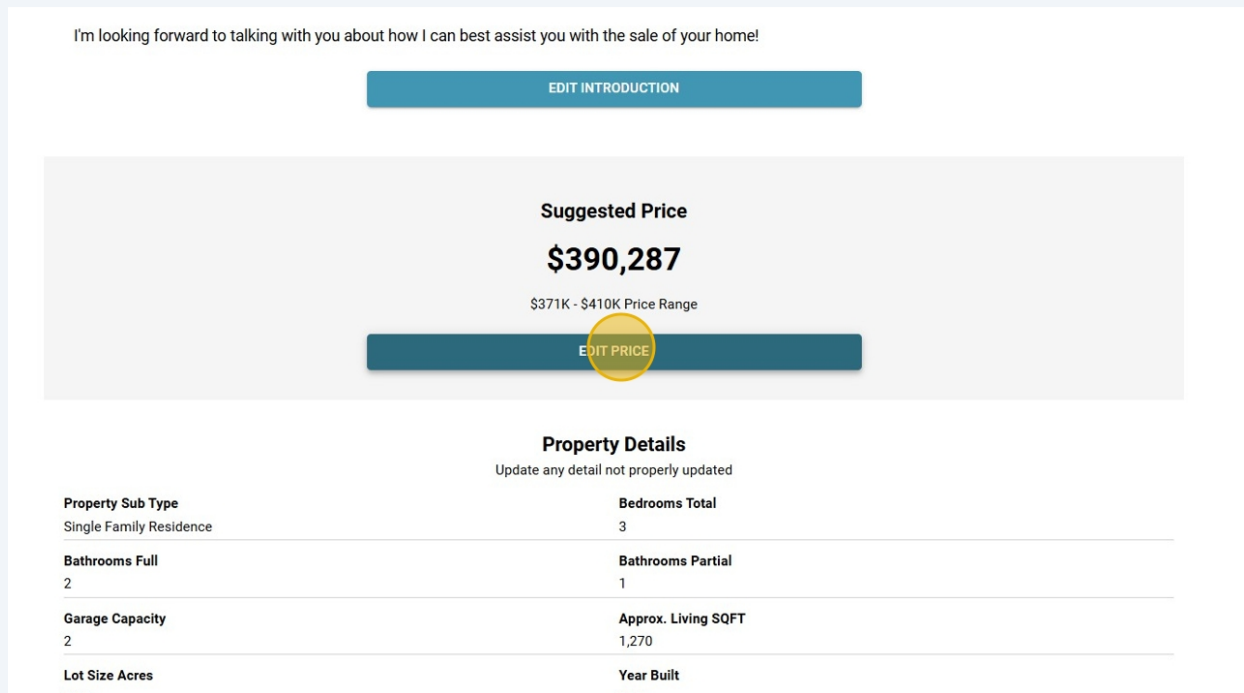 I'm looking forward to talking with you about how I can best assist you with the sale of your home!
EDIT INTRODUCTION
Suggested Price
$390,287
$371K - $410K Price Range
EDIT PRICE
Property Details
Update any detail not properly updated
Property Sub Type
Single Family Residence
Bedrooms Total
3
Bathrooms Full
2
Bathrooms Partial
1
Garage Capacity
2
Approx. Living SQFT
1,270
Lot Size Acres
Year Built